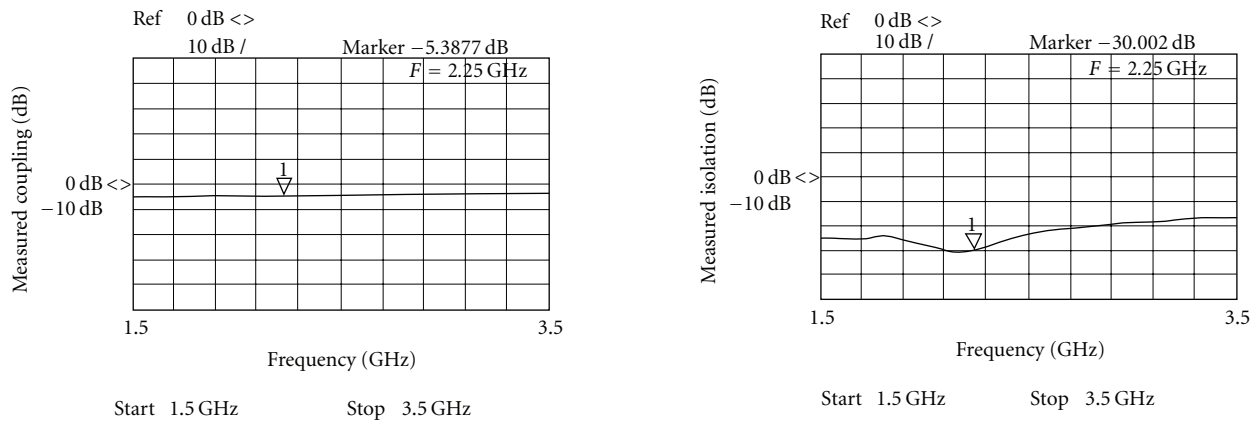 Ref 0 dB <>
10 dB /
Marker −5.3877 dB
F = 2.25 GHz
Measured coupling (dB)
1
0 dB <>
−10 dB
1.5
3.5
Frequency (GHz)
Start 1.5 GHz
Stop 3.5 GHz
Ref 0 dB <>
10 dB /
Marker −30.002 dB
F = 2.25 GHz
Measured isolation (dB)
0 dB <>
−10 dB
1
1.5
3.5
Frequency (GHz)
Start 1.5 GHz
Stop 3.5 GHz